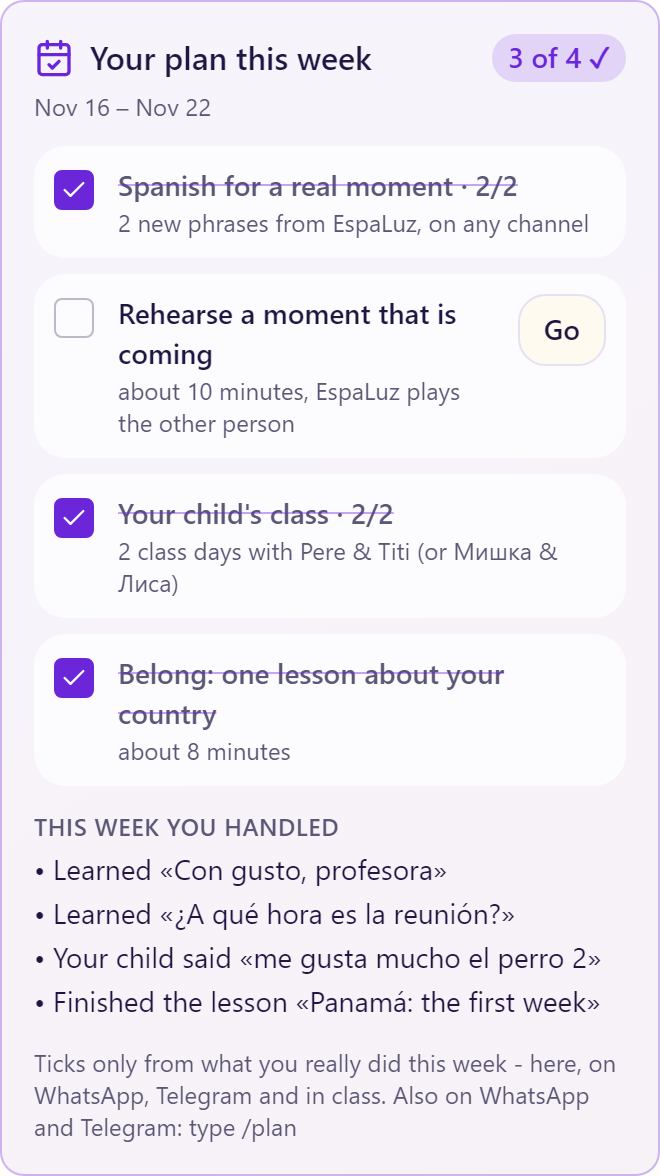 Your plan this week
3 of 4 ✓
Nov 16 – Nov 22
Spanish for a real moment · 2/2
2 new phrases from EspaLuz, on any channel
Rehearse a moment that is
coming
Go
about 10 minutes, EspaLuz plays
the other person
Your child's class · 2/2
2 class days with Pere & Titi (or Мишка &
Лиса)
Belong: one lesson about your
country
about 8 minutes
THIS WEEK YOU HANDLED
• Learned «Con gusto, profesora»
• Learned «¿A qué hora es la reunión?»
• Your child said «me gusta mucho el perro 2»
• Finished the lesson «Panamá: the first week»
Ticks only from what you really did this week - here, on
WhatsApp, Telegram and in class. Also on WhatsApp
and Telegram: type /plan